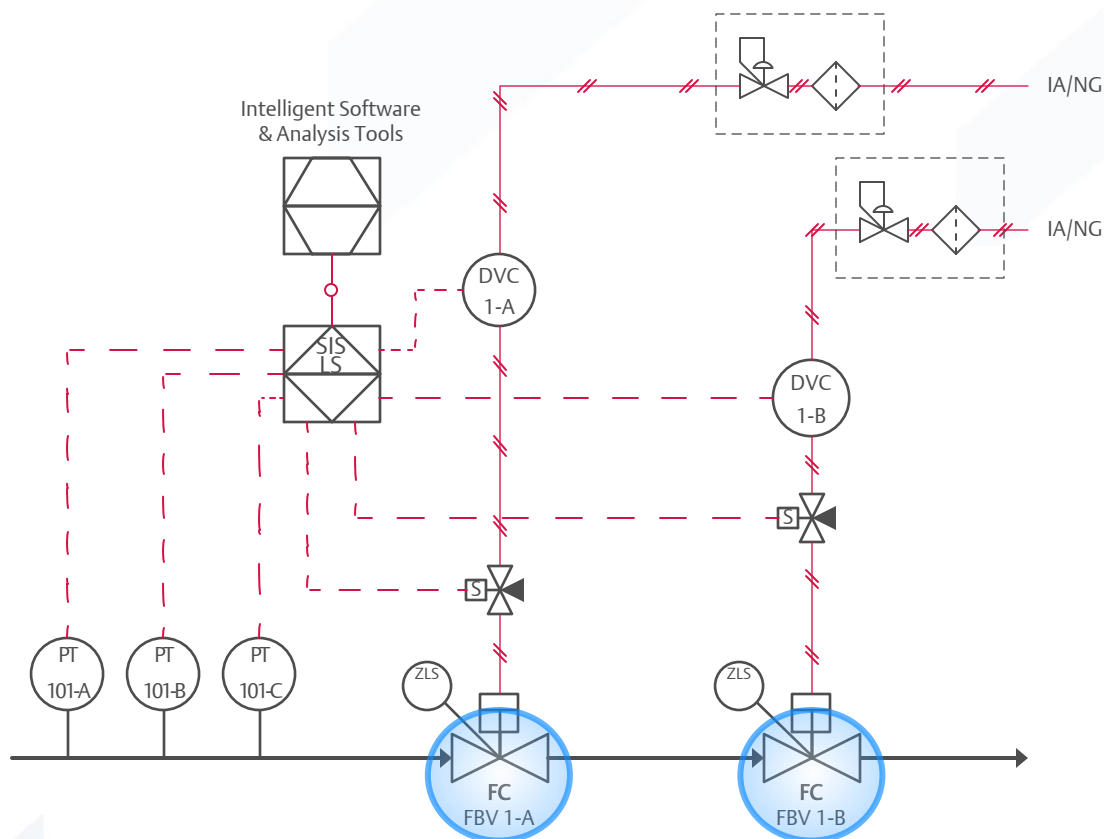 IA/NG
Intelligent Software
& Analysis Tools
IA/NG
DVC
1-A
SIS
LS
DVC
1-B
S
S
PT
101-A
PT
101-B
PT
101-C
ZLS
ZLS
FC
FBV 1-A
FC
FBV 1-B